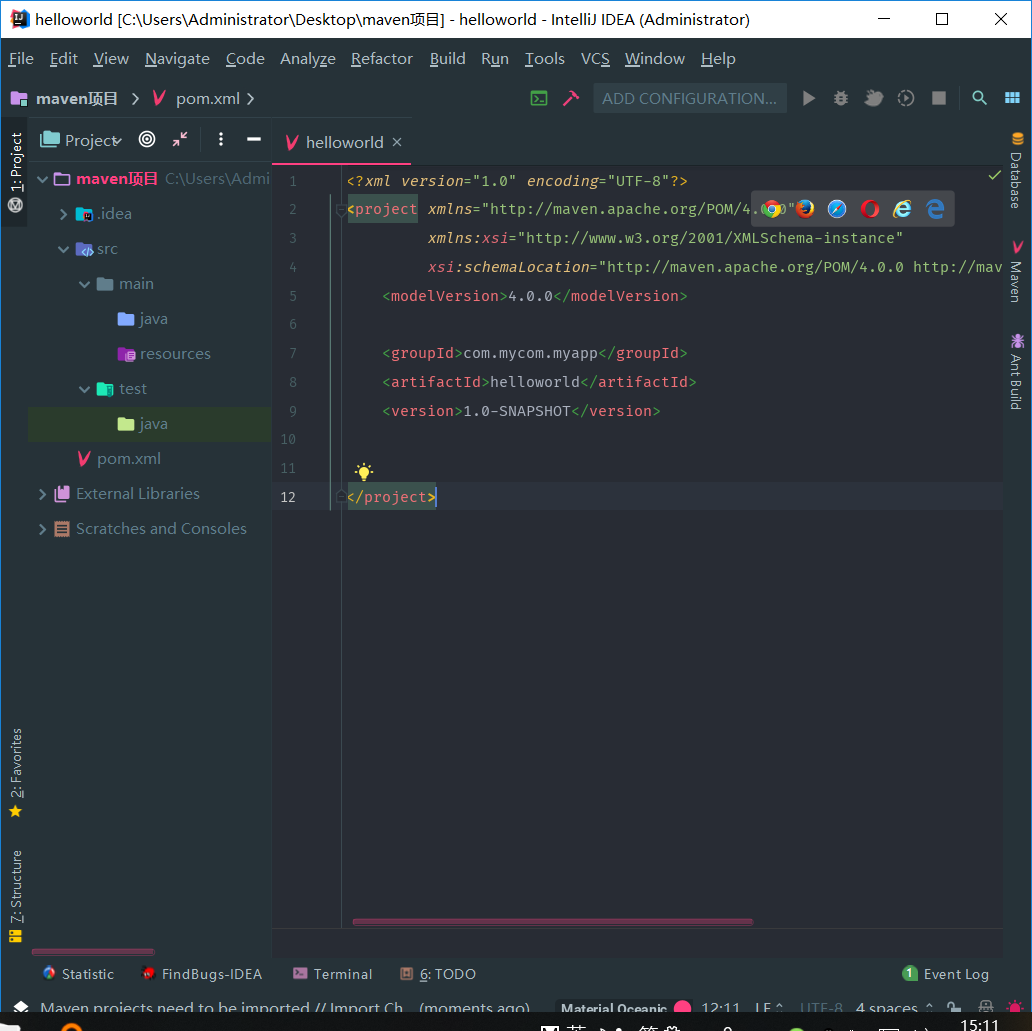 helloworld [C:\Users\Administrator\Desktop\maven项目] - helloworld - IntelliJ IDEA (Administrator)
File Edit View Navigate Code Analyze Refactor Build Run Tools VCS Window Help
maven项目 pom.xml ADD CONFIGURATION...
1: Project
Project
helloworld
maven项目 C:\Users\Admi
.idea
src
main
java
resources
test
java
pom.xml
External Libraries
Scratches and Consoles
1 <?xml version="1.0" encoding="UTF-8"?>
2 <project xmlns="http://maven.apache.org/POM/4.0.0"
3 xmlns:xsi="http://www.w3.org/2001/XMLSchema-instance"
4 xsi:schemaLocation="http://maven.apache.org/POM/4.0.0 http://mav
5 <modelVersion>4.0.0</modelVersion>
6
7 <groupId>com.mycom.myapp</groupId>
8 <artifactId>helloworld</artifactId>
9 <version>1.0-SNAPSHOT</version>
10
11
12 </project>
Database
Maven
Ant Build
2: Favorites
7: Structure
Statistic FindBugs-IDEA Terminal 6: TODO 1 Event Log
Maven projects need to be imported // Import Ch... (moments ago) Material Oceanic 12:11 LF UTF-8 4 spaces
15:11